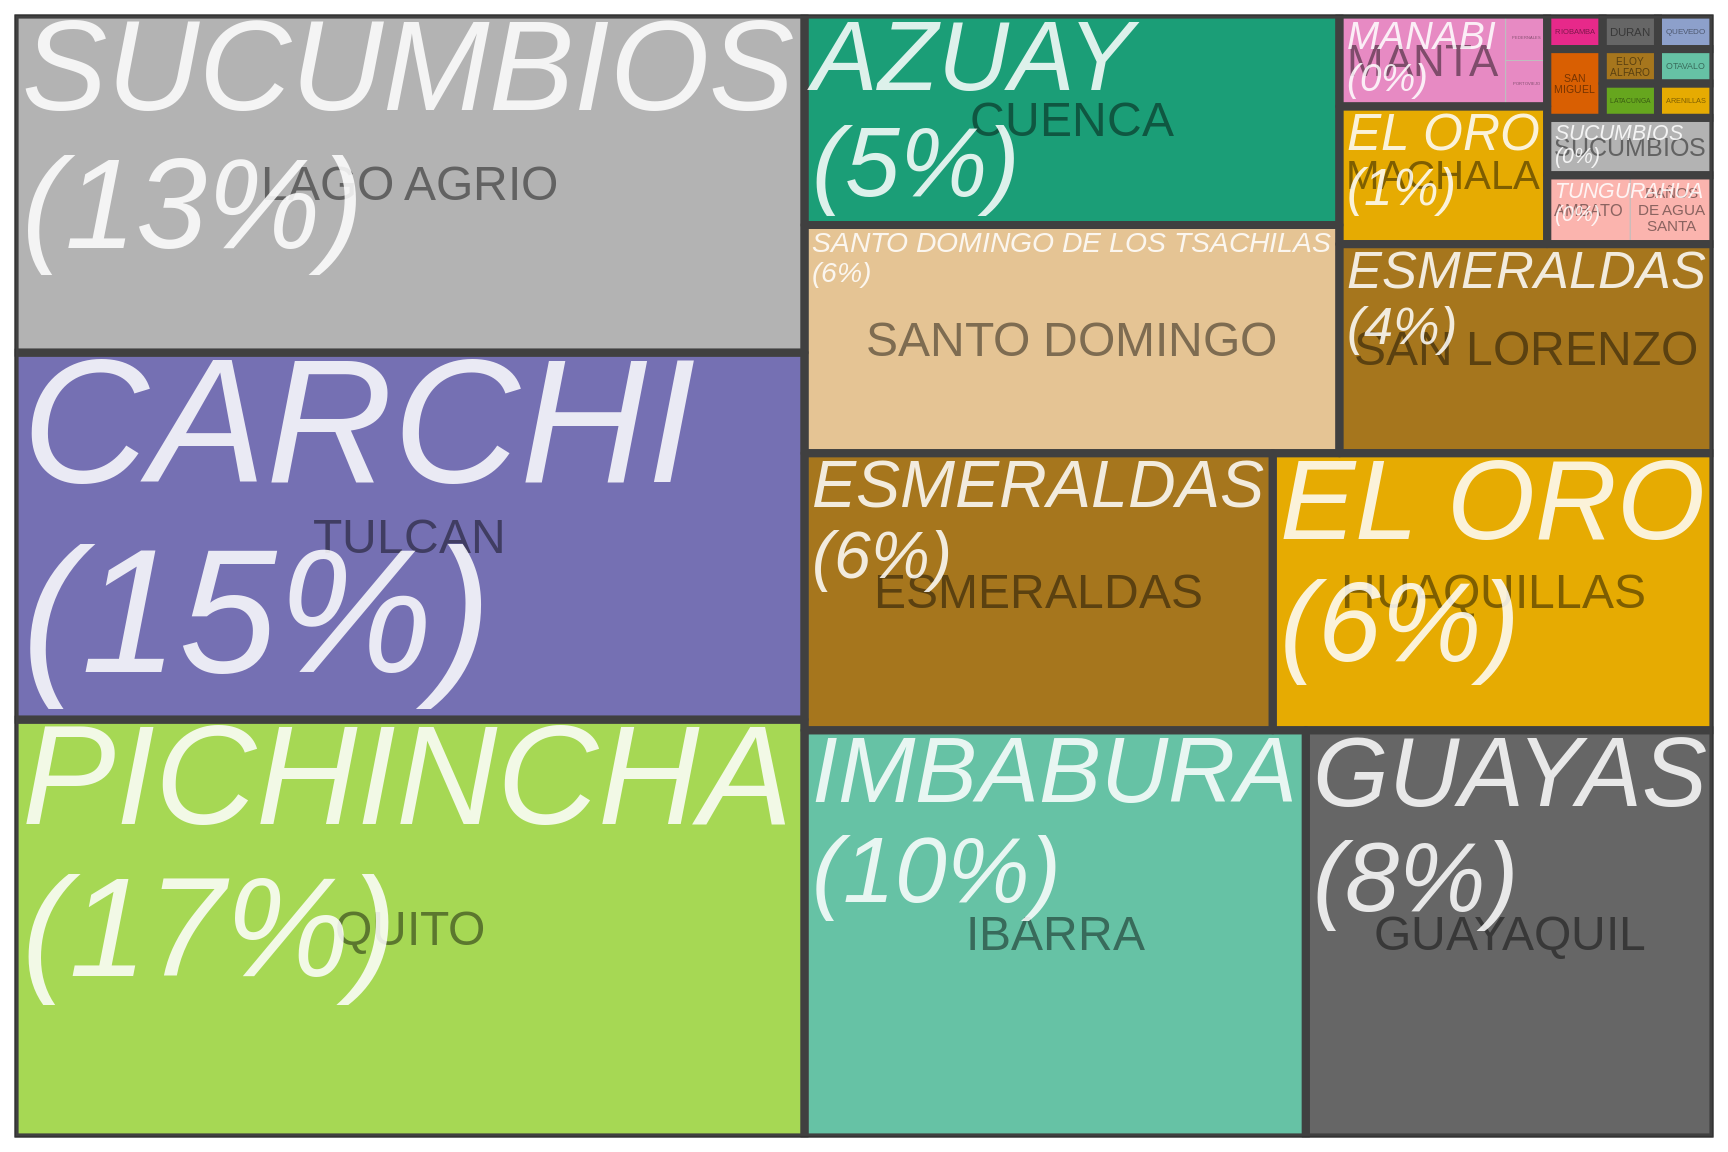 SUCUMBIOS
(13%)
LAGO AGRIO
CARCHI
(15%)
TULCAN
PICHINCHA
(17%)
QUITO
AZUAY
(5%)
CUENCA
SANTO DOMINGO DE LOS TSACHILAS
(6%)
SANTO DOMINGO
ESMERALDAS
(6%)
ESMERALDAS
EL ORO
(6%)
HUAQUILLAS
IMBABURA
(10%)
IBARRA
GUAYAS
(8%)
GUAYAQUIL
MANABI
(0%)
MANTA
PEDERNALES
PORTOVIEJO
EL ORO
(1%)
MACHALA
ESMERALDAS
(4%)
SAN LORENZO
RIOBAMBA
DURAN
QUEVEDO
SAN
MIGUEL
ELOY
ALFARO
OTAVALO
LATACUNGA
ARENILLAS
SUCUMBIOS
(0%)
SUCUMBIOS
TUNGURAHUA
(0%)
AMBATO
BAÑOS
DE AGUA
SANTA